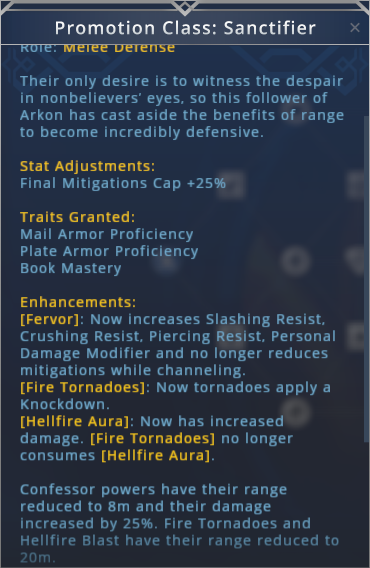 Promotion Class: Sanctifier
Role: Melee Defense
Their only desire is to witness the despair
in nonbelievers' eyes, so this follower of
Arkon has cast aside the benefits of range
to become incredibly defensive.
Stat Adjustments:
Final Mitigations Cap +25%
Traits Granted:
Mail Armor Proficiency
Plate Armor Proficiency
Book Mastery
Enhancements:
[Fervor]: Now increases Slashing Resist,
Crushing Resist, Piercing Resist, Personal
Damage Modifier and no longer reduces
mitigations while channeling.
[Fire Tornadoes]: Now tornadoes apply a
Knockdown.
[Hellfire Aura]: Now has increased
damage. [Fire Tornadoes] no longer
consumes [Hellfire Aura].
Confessor powers have their range
reduced to 8m and their damage
increased by 25%. Fire Tornadoes and
Hellfire Blast have their range reduced to
20m.